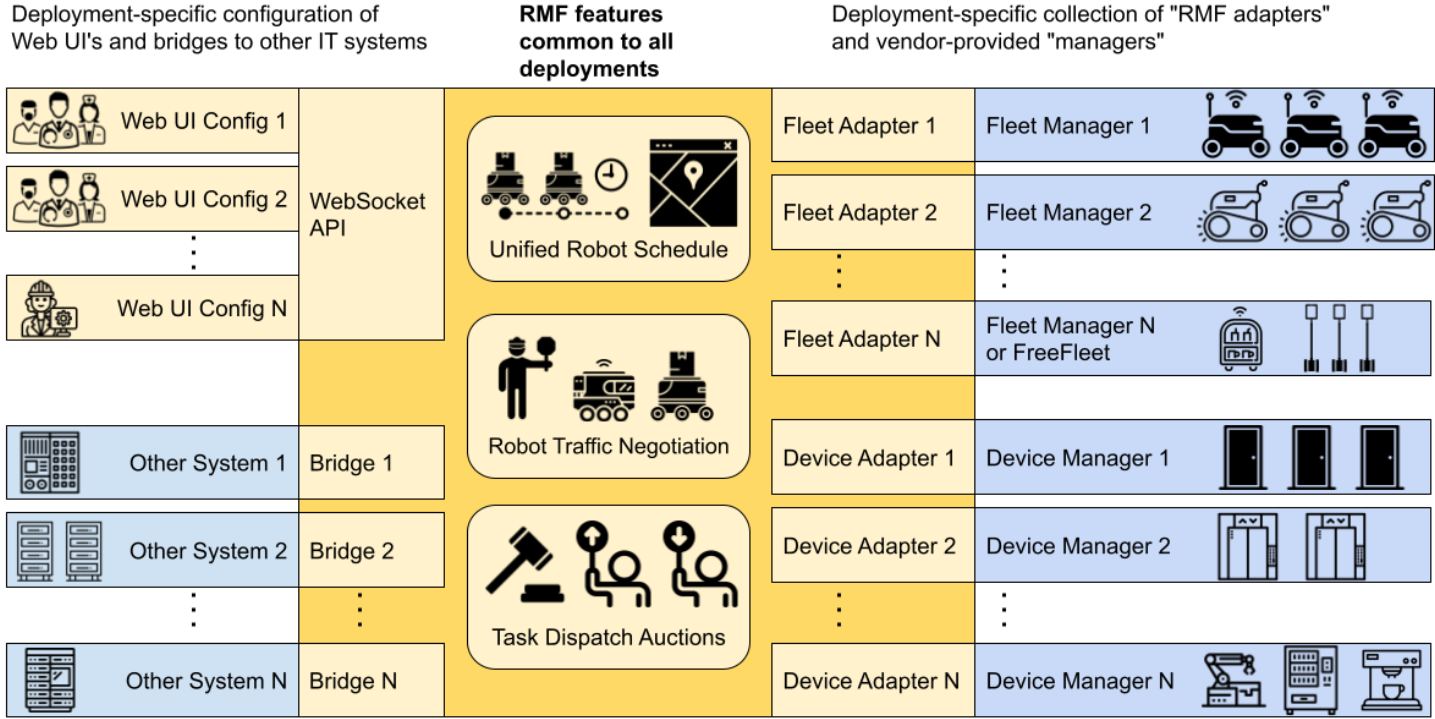 Deployment-specific configuration of
Web UI's and bridges to other IT systems
RMF features
common to all
deployments
Deployment-specific collection of "RMF adapters"
and vendor-provided "managers"
Web UI Config 1
Web UI Config 2
Web UI Config N
WebSocket
API
Other System 1
Bridge 1
Other System 2
Bridge 2
Other System N
Bridge N
Unified Robot Schedule
Robot Traffic Negotiation
Task Dispatch Auctions
Fleet Adapter 1
Fleet Manager 1
Fleet Adapter 2
Fleet Manager 2
Fleet Adapter N
Fleet Manager N
or FreeFleet
Device Adapter 1
Device Manager 1
Device Adapter 2
Device Manager 2
Device Adapter N
Device Manager N